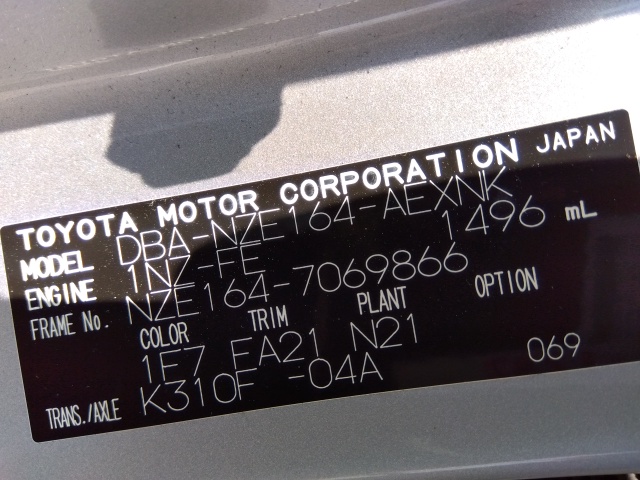 TOYOTA MOTOR CORPORATION JAPAN
MODEL DBA-NZE164-AEXNK
ENGINE 1NZ-FE 1496 mL
FRAME No. NZE164-7069866
COLOR TRIM PLANT OPTION
1E7 EA21 N21
TRANS./AXLE K310F -04A 069